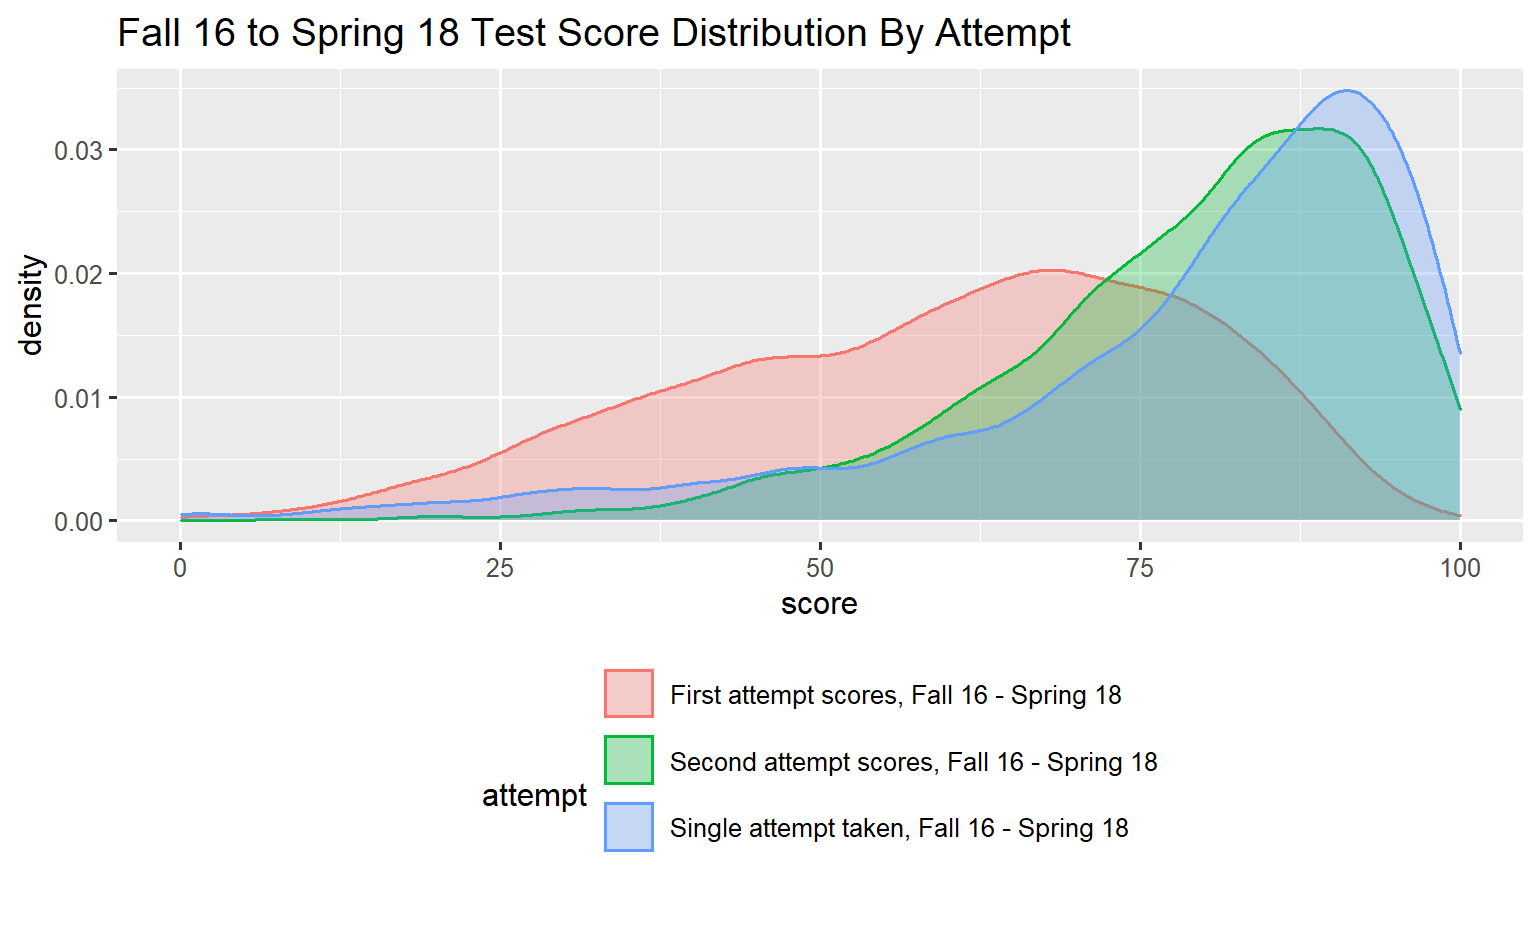 Fall 16 to Spring 18 Test Score Distribution By Attempt
density
0.03
0.02
0.01
0.00
0 25 50 75 100
score
attempt
First attempt scores, Fall 16 - Spring 18
Second attempt scores, Fall 16 - Spring 18
Single attempt taken, Fall 16 - Spring 18